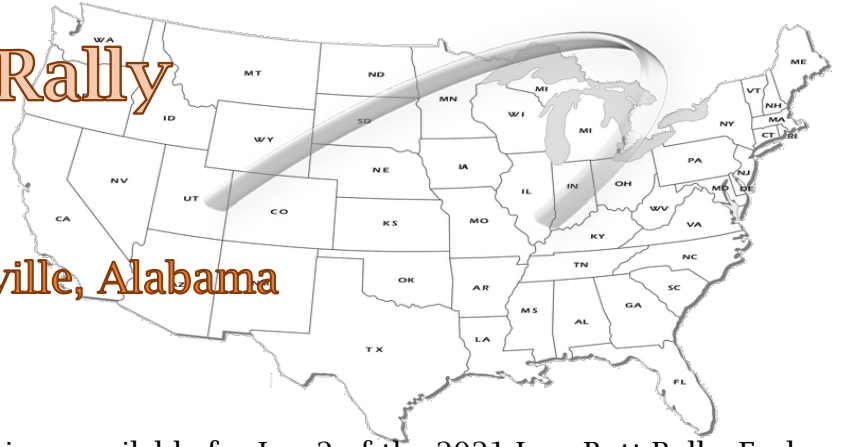 Rally
WA
MT
ND
ME
MN
VT
NH
ID
SD
WI
MI
MI
NY
MA
CT
RI
WY
IA
PA
NJ
NV
UT
NE
IL
IN
OH
MD
DE
CA
CO
KS
MO
WV
VA
KY
ville, Alabama
OK
TN
NC
AR
SC
MS
AL
GA
TX
LA
FL